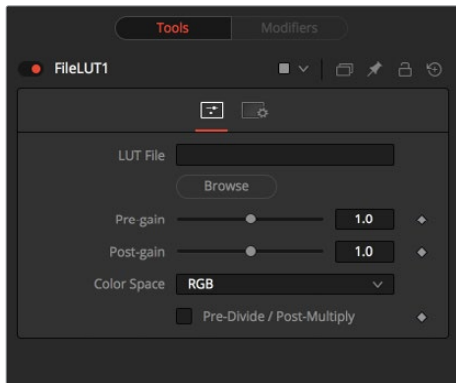 Tools Modifiers
FileLUT1
LUT File
Browse
Pre-gain 1.0
Post-gain 1.0
Color Space RGB
Pre-Divide / Post-Multiply